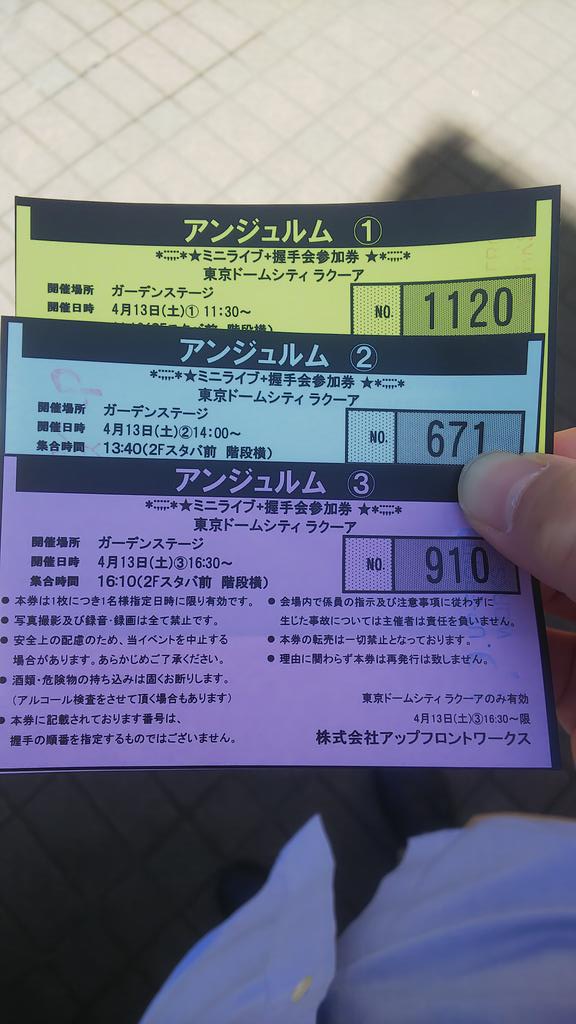 アンジュルム ①
*::::*★ミニライブ+握手会参加券 ★*::::*
東京ドームシティ ラクーア
開催場所 ガーデンステージ
開催日時 4月13日(土)① 11:30～
NO. 1120
アンジュルム ②
*::::*★ミニライブ+握手会参加券 ★*::::*
東京ドームシティ ラクーア
開催場所 ガーデンステージ
開催日時 4月13日(土)②14:00～
集合時間 13:40(2Fスタバ前 階段横)
NO. 671
アンジュルム ③
*::::*★ミニライブ+握手会参加券 ★*::::*
東京ドームシティ ラクーア
開催場所 ガーデンステージ
開催日時 4月13日(土)③16:30～
集合時間 16:10(2Fスタバ前 階段横)
NO. 910
● 本券は1枚につき1名様指定日時に限り有効です。
● 写真撮影及び録音・録画は全て禁止です。
● 安全上の配慮のため、当イベントを中止する
場合があります。あらかじめご了承ください。
● 酒類・危険物の持ち込みは固くお断りします。
(アルコール検査をさせて頂く場合もあります)
● 本券に記載されております番号は、
握手の順番を指定するものではございません。
● 会場内で係員の指示及び注意事項に従わずに
生じた事故については主催者は責任を負いません。
● 本券の転売は一切禁止となっております。
● 理由に関わらず本券は再発行は致しません。
東京ドームシティ ラクーアのみ有効
4月13日(土)③16:30～限
株式会社アップフロントワークス